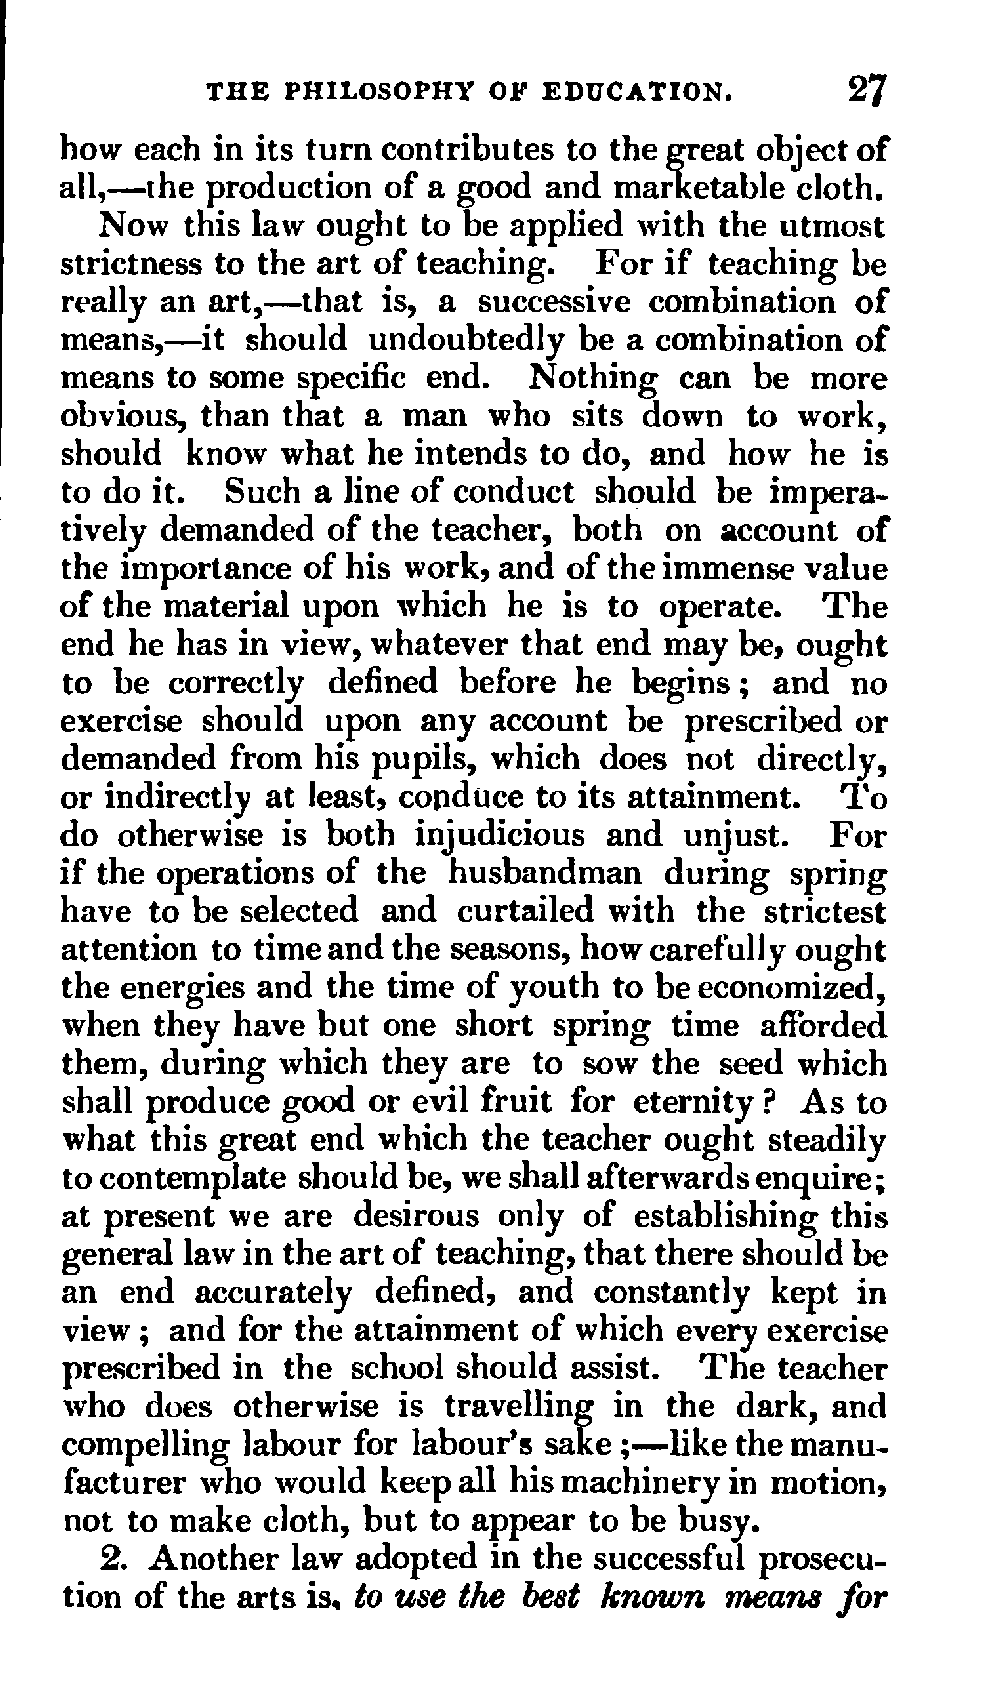 THE PHILOSOPHY OF EDUCATION. 27
how each in its turn contributes to the great object of
all,—the production of a good and marketable cloth.
Now this law ought to be applied with the utmost
strictness to the art of teaching. For if teaching be
really an art,—that is, a successive combination of
means,—it should undoubtedly be a combination of
means to some specific end. Nothing can be more
obvious, than that a man who sits down to work,
should know what he intends to do, and how he is
to do it. Such a line of conduct should be impera-
tively demanded of the teacher, both on account of
the importance of his work, and of the immense value
of the material upon which he is to operate. The
end he has in view, whatever that end may be, ought
to be correctly defined before he begins; and no
exercise should upon any account be prescribed or
demanded from his pupils, which does not directly,
or indirectly at least, conduce to its attainment. To
do otherwise is both injudicious and unjust. For
if the operations of the husbandman during spring
have to be selected and curtailed with the strictest
attention to time and the seasons, how carefully ought
the energies and the time of youth to be economized,
when they have but one short spring time afforded
them, during which they are to sow the seed which
shall produce good or evil fruit for eternity? As to
what this great end which the teacher ought steadily
to contemplate should be, we shall afterwards enquire;
at present we are desirous only of establishing this
general law in the art of teaching, that there should be
an end accurately defined, and constantly kept in
view; and for the attainment of which every exercise
prescribed in the school should assist. The teacher
who does otherwise is travelling in the dark, and
compelling labour for labour's sake;—like the manu-
facturer who would keep all his machinery in motion,
not to make cloth, but to appear to be busy.
2. Another law adopted in the successful prosecu-
tion of the arts is, to use the best known means for